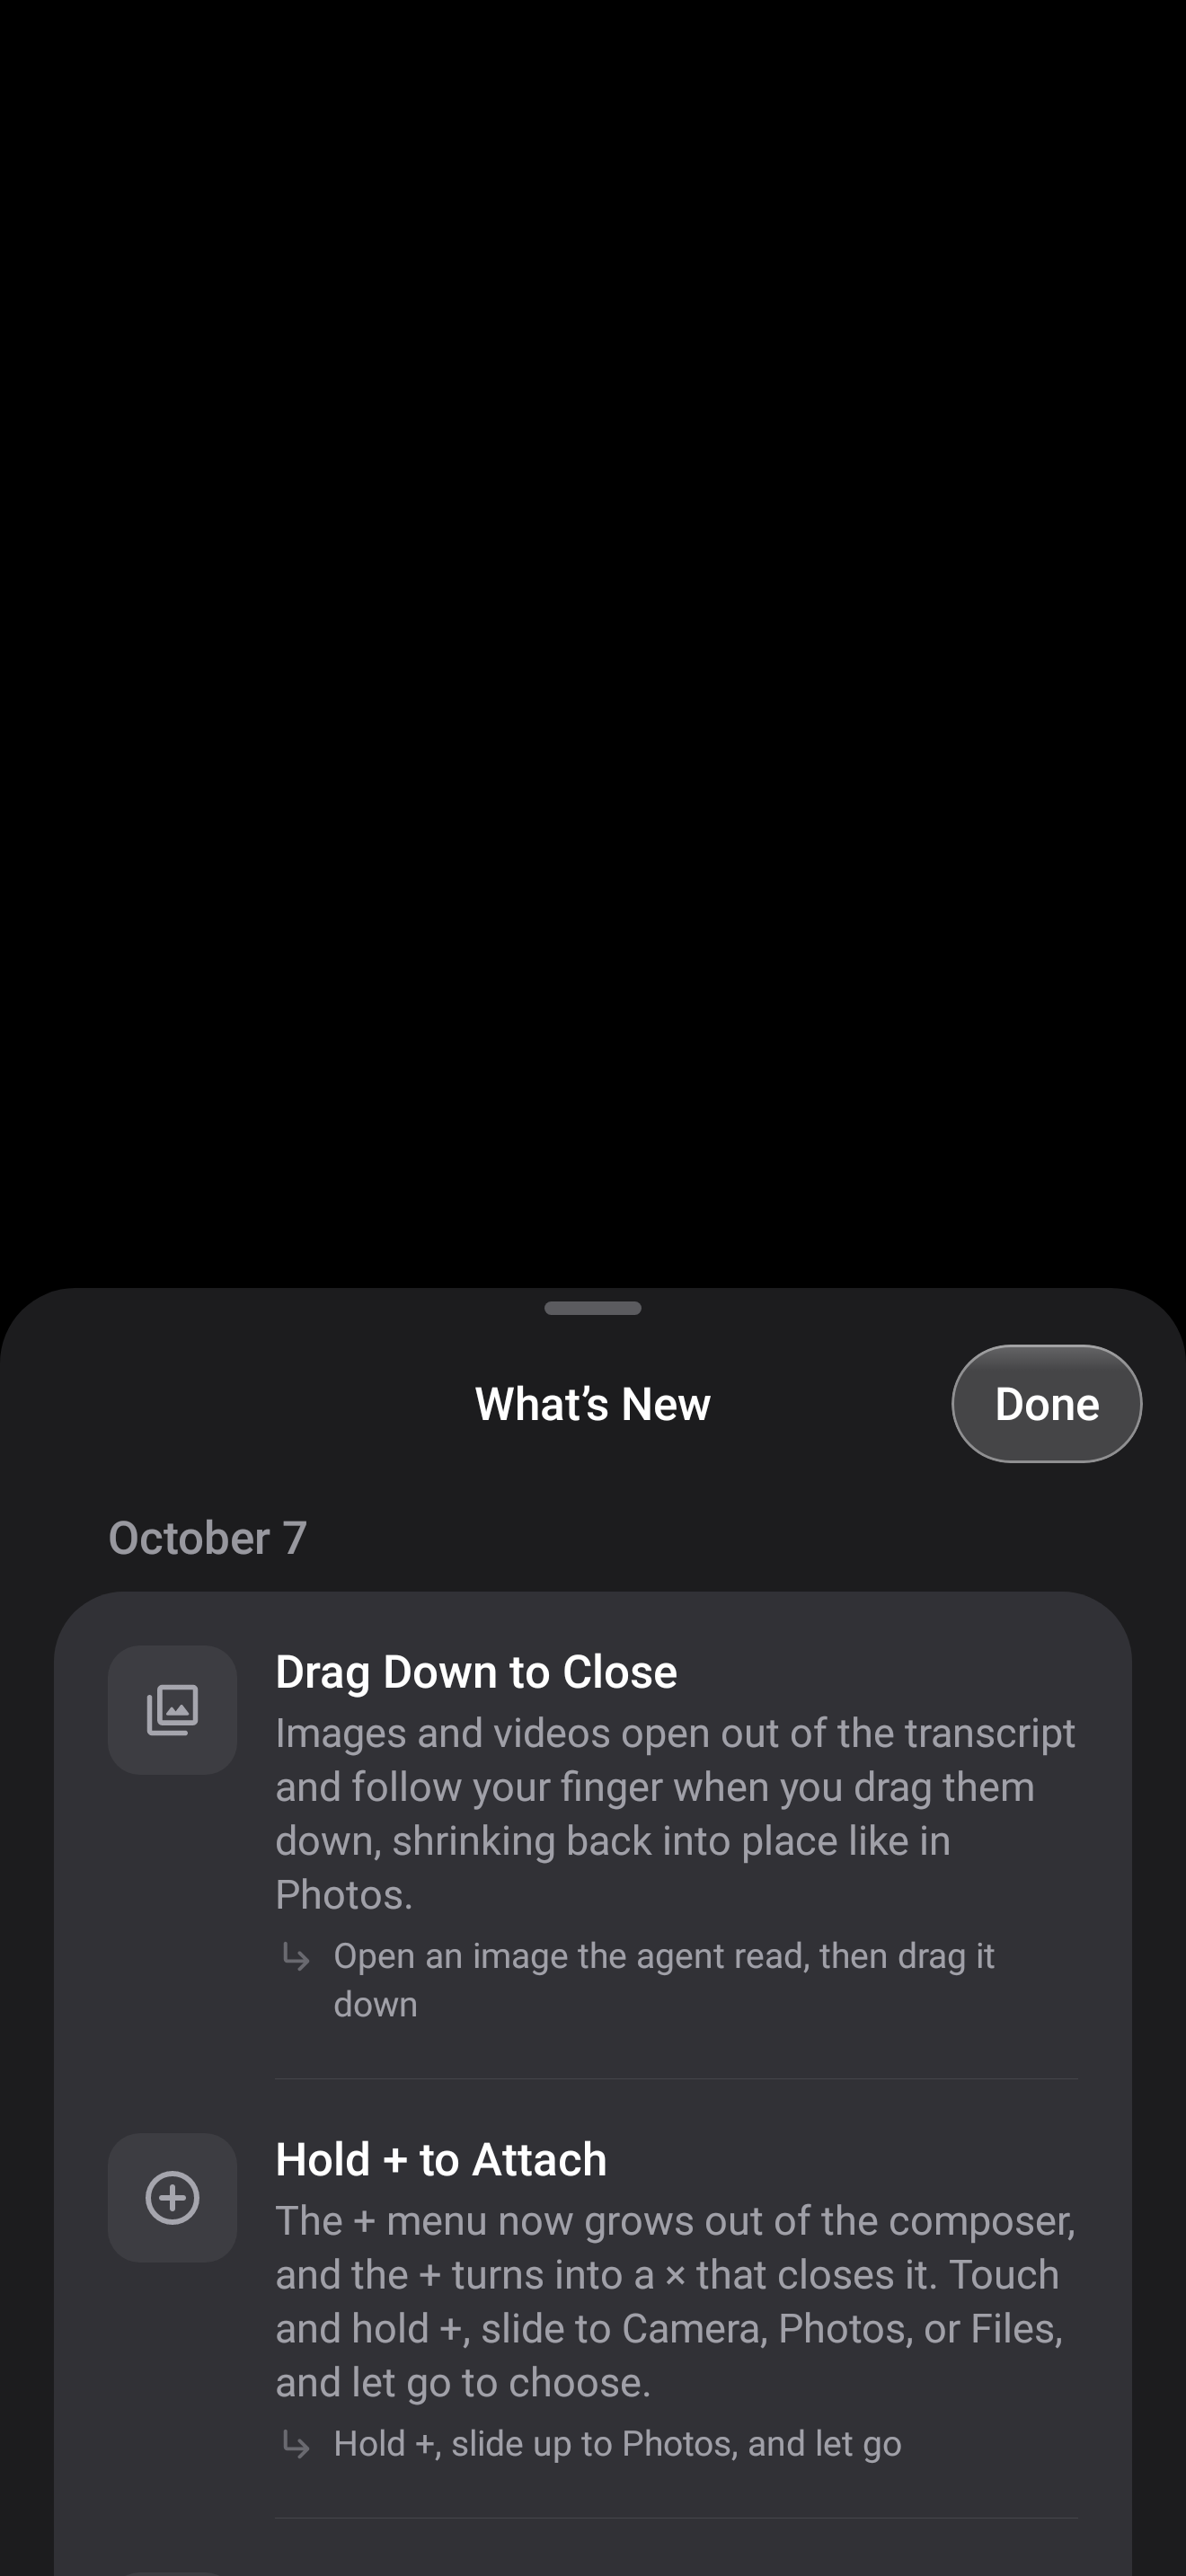 What’s New
Done
October 7
Drag Down to Close
Images and videos open out of the transcript
and follow your finger when you drag them
down, shrinking back into place like in
Photos.
Open an image the agent read, then drag it
down
Hold + to Attach
The + menu now grows out of the composer,
and the + turns into a × that closes it. Touch
and hold +, slide to Camera, Photos, or Files,
and let go to choose.
Hold +, slide up to Photos, and let go